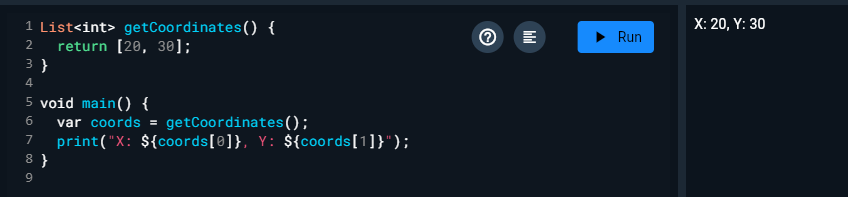 1 List<int> getCoordinates() {
2   return [20, 30];
3 }
4
5 void main() {
6   var coords = getCoordinates();
7   print("X: ${coords[0]}, Y: ${coords[1]}");
8 }
9
Run
X: 20, Y: 30